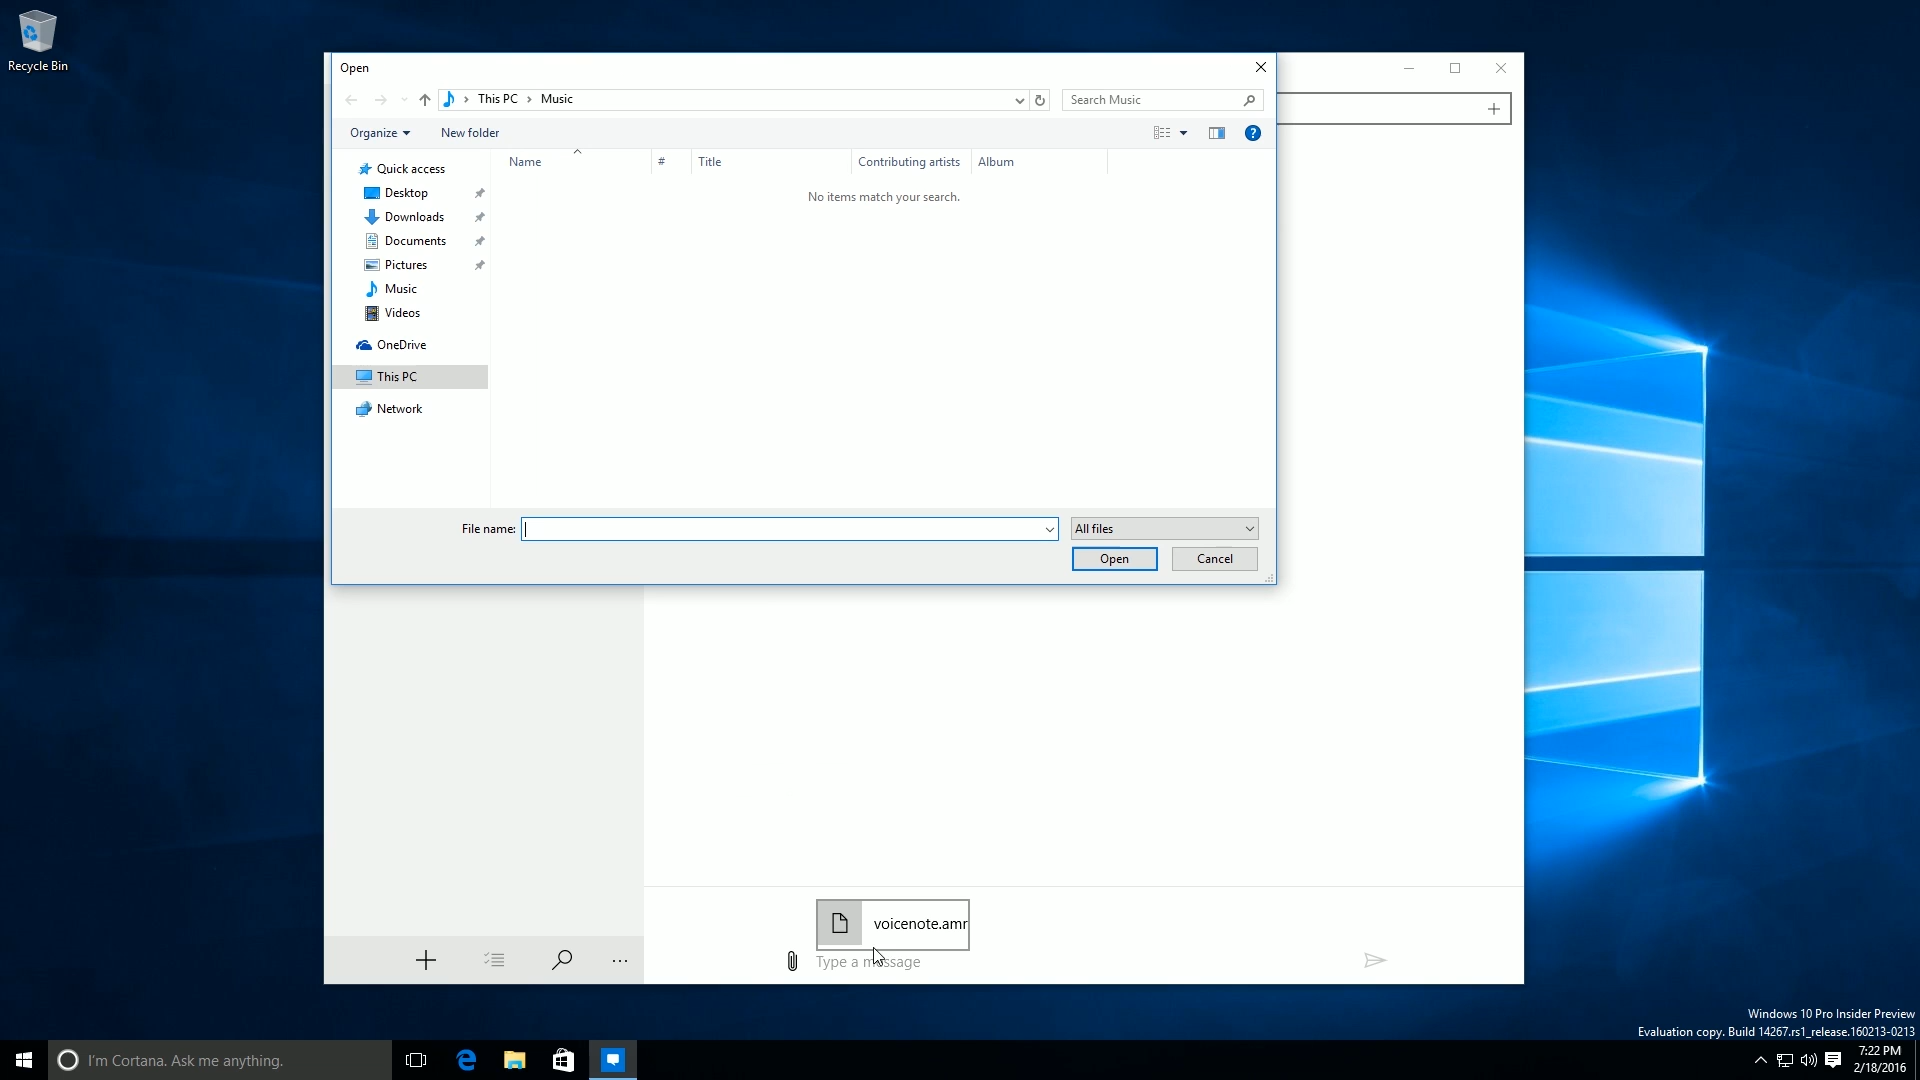 Recycle Bin
Open
This PC
Music
Search Music
Organize
New folder
Name
#
Title
Contributing artists
Album
No items match your search.
Quick access
Desktop
Downloads
Documents
Pictures
Music
Videos
OneDrive
This PC
Network
File name:
All files
Open
Cancel
voicenote.amr
Type a message
Windows 10 Pro Insider Preview
Evaluation copy. Build 14267.rs1_release.160213-0213
I'm Cortana. Ask me anything.
7:22 PM
2/18/2016